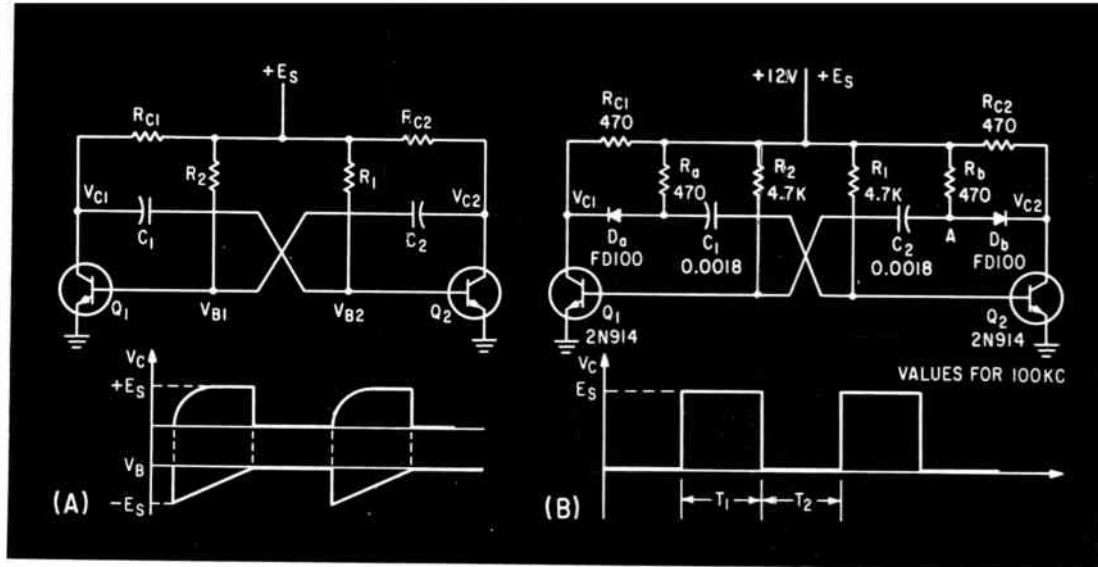 +ES
RC1
RC2
R2
R1
VC1
VC2
C1
C2
Q1
VB1
VB2
Q2
VC
+ES
VB
-ES
(A)
+12V +ES
RC1
470
RC2
470
Ra
470
R2
4.7K
R1
4.7K
Rb
470
VC1
VC2
Da
FD100
C1
0.0018
C2
0.0018
A
Db
FD100
Q1
2N914
Q2
2N914
VALUES FOR 100KC
VC
ES
T1
T2
(B)